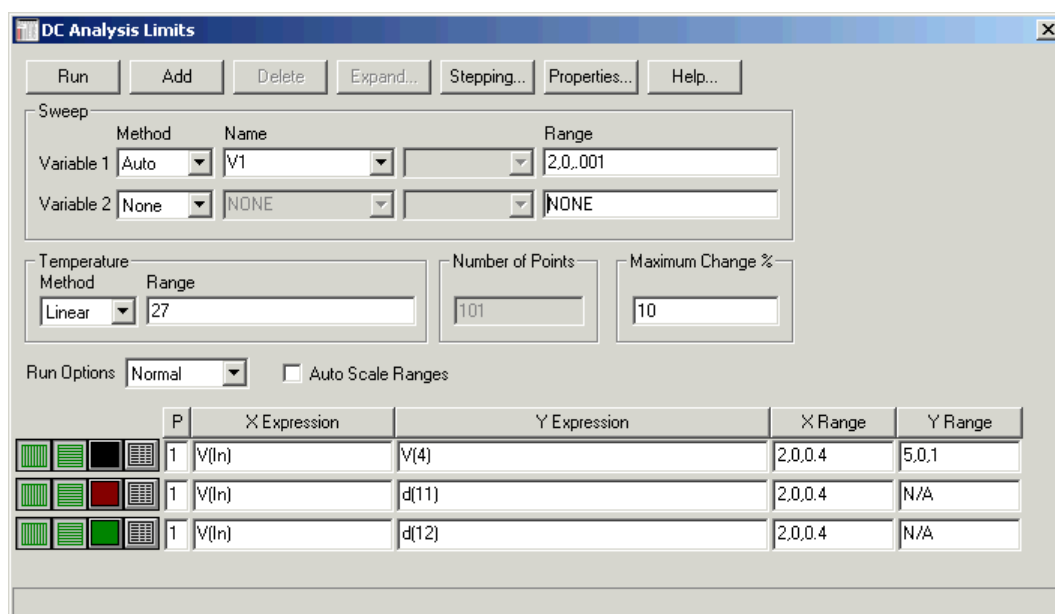 DC Analysis Limits
Run Add Delete Expand... Stepping... Properties... Help...
Sweep
Method Name Range
Variable 1 Auto V1 2,0,.001
Variable 2 None NONE NONE
Temperature Number of Points Maximum Change %
Method Range
Linear 27 101 10
Run Options Normal Auto Scale Ranges
P X Expression Y Expression X Range Y Range
1 V(In) V(4) 2,0,0.4 5,0,1
1 V(In) d(11) 2,0,0.4 N/A
1 V(In) d(12) 2,0,0.4 N/A